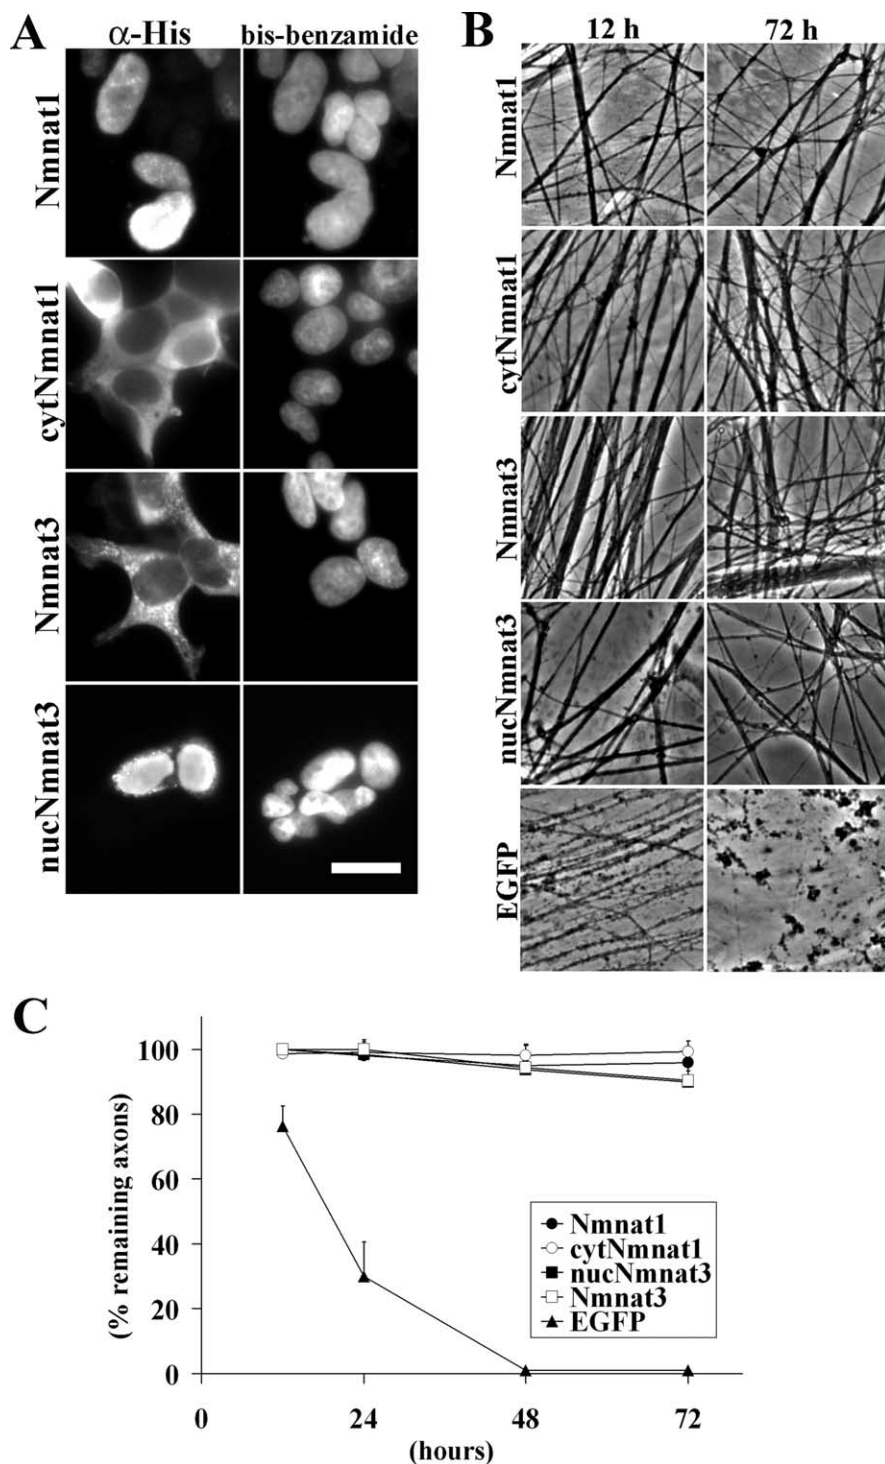 A
α-His bis-benzamide
Nmnat1
cytNmnat1
Nmnat3
nucNmnat3
B
12 h 72 h
Nmnat1
cytNmnat1
Nmnat3
nucNmnat3
EGFP
C
(% remaining axons)
100
80
60
40
20
0
0 24 48 72
(hours)
Nmnat1
cytNmnat1
nucNmnat3
Nmnat3
EGFP